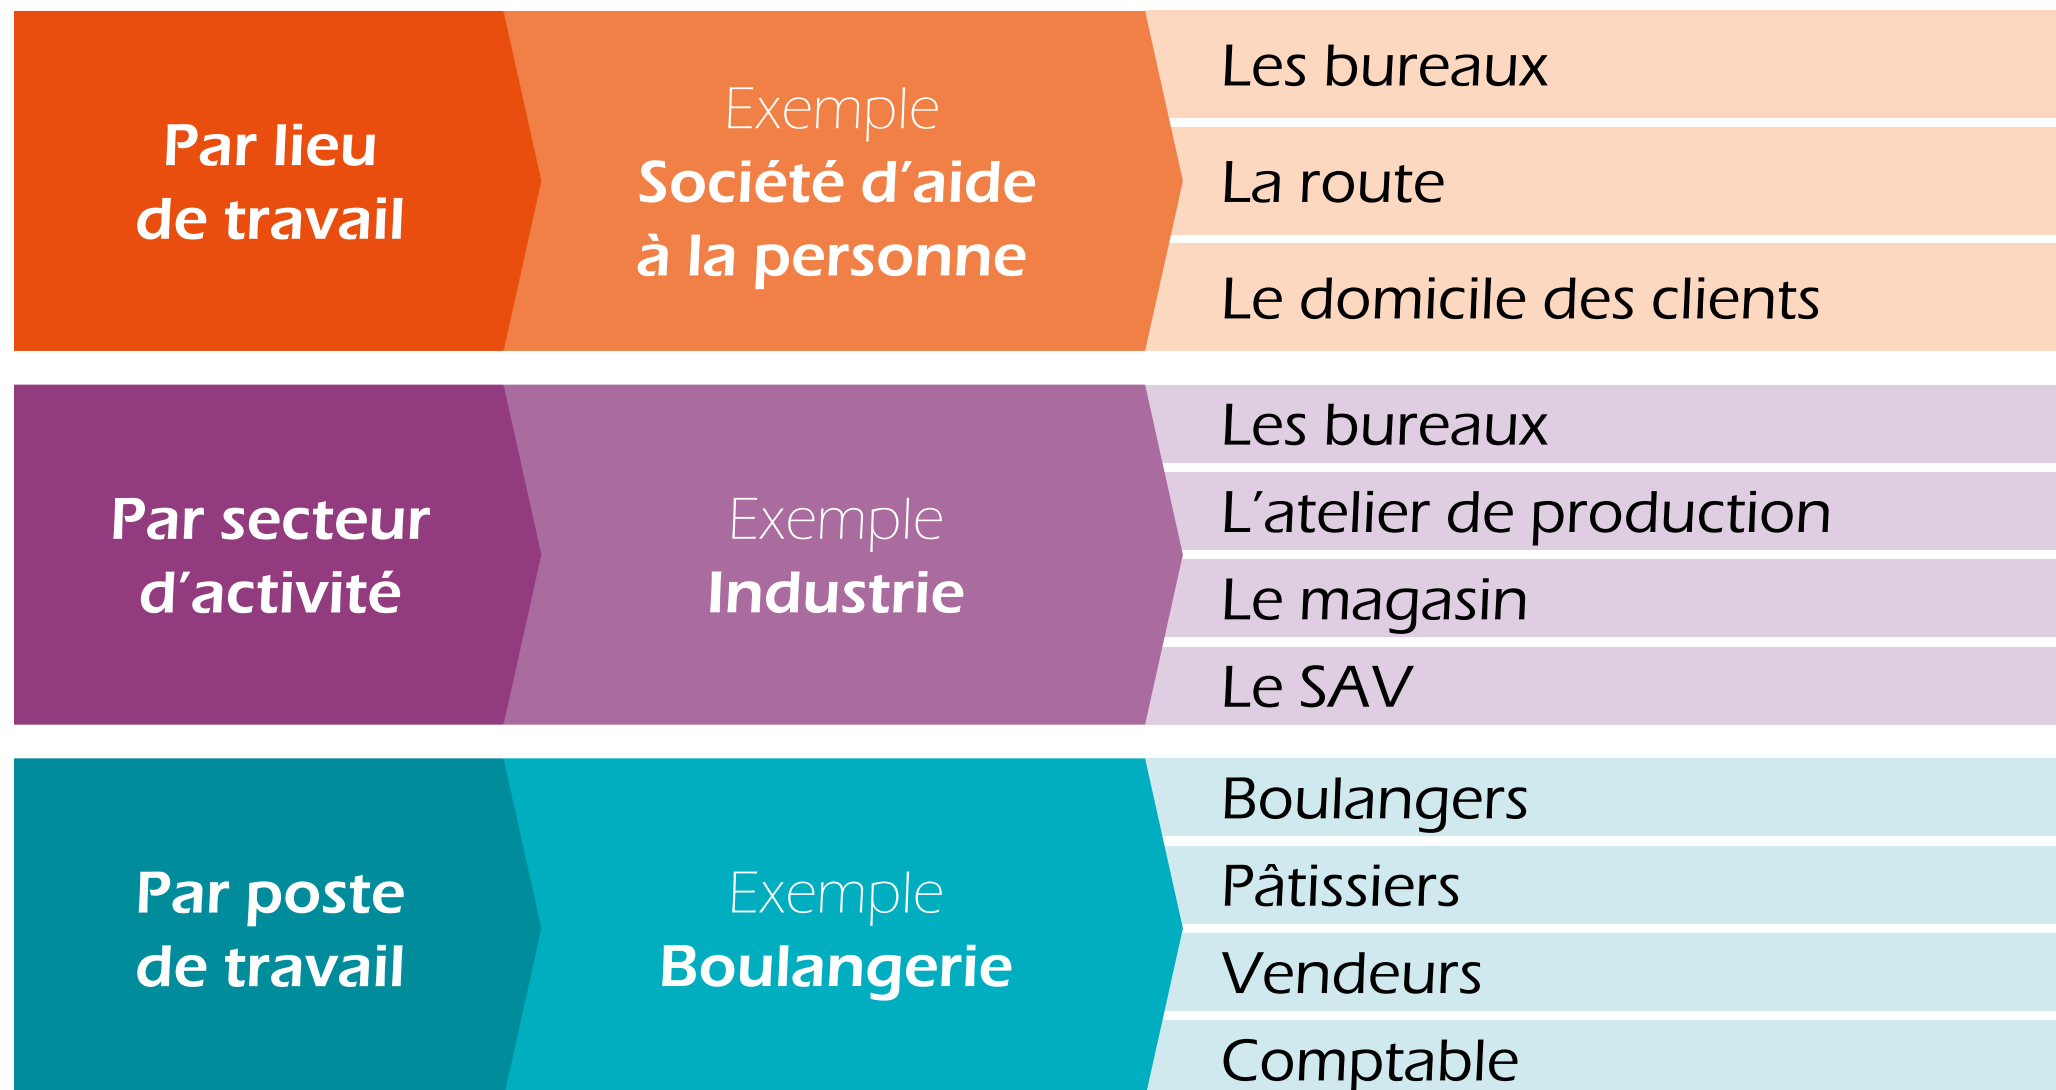 Par lieu
de travail
Exemple
Société d’aide
à la personne
Les bureaux
La route
Le domicile des clients
Par secteur
d’activité
Exemple
Industrie
Les bureaux
L’atelier de production
Le magasin
Le SAV
Par poste
de travail
Exemple
Boulangerie
Boulangers
Pâtissiers
Vendeurs
Comptable